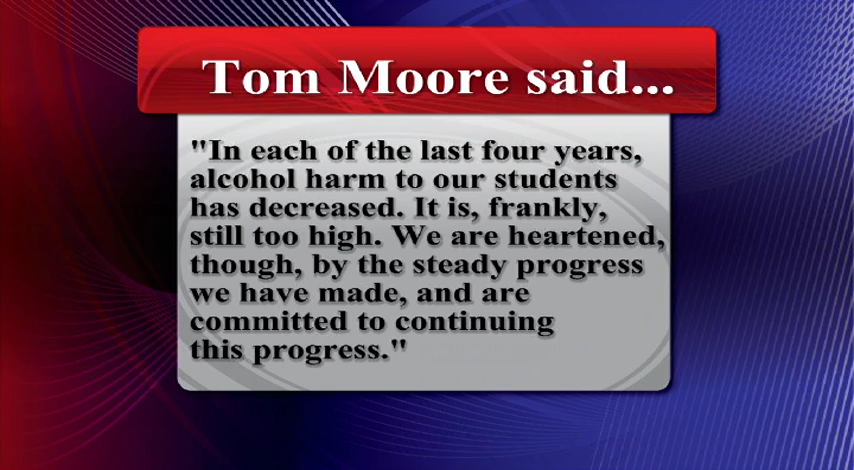 Tom Moore said...
"In each of the last four years,
alcohol harm to our students
has decreased. It is, frankly,
still too high. We are heartened,
though, by the steady progress
we have made, and are
committed to continuing
this progress."